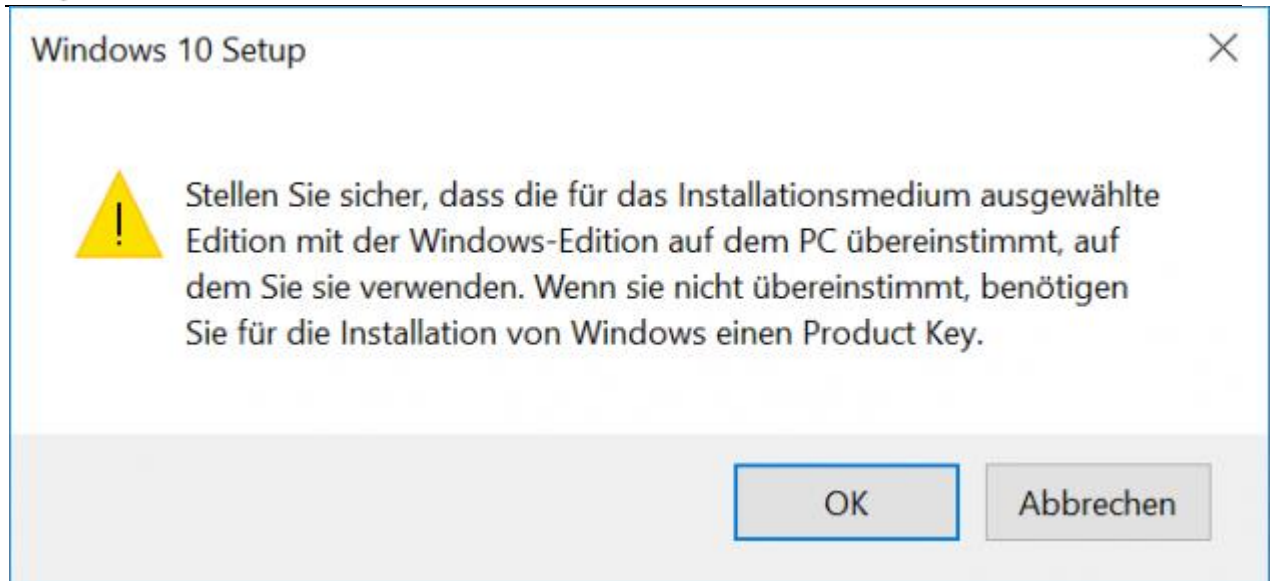 Windows 10 Setup
Stellen Sie sicher, dass die für das Installationsmedium ausgewählte
Edition mit der Windows-Edition auf dem PC übereinstimmt, auf
dem Sie sie verwenden. Wenn sie nicht übereinstimmt, benötigen
Sie für die Installation von Windows einen Product Key.
OK Abbrechen